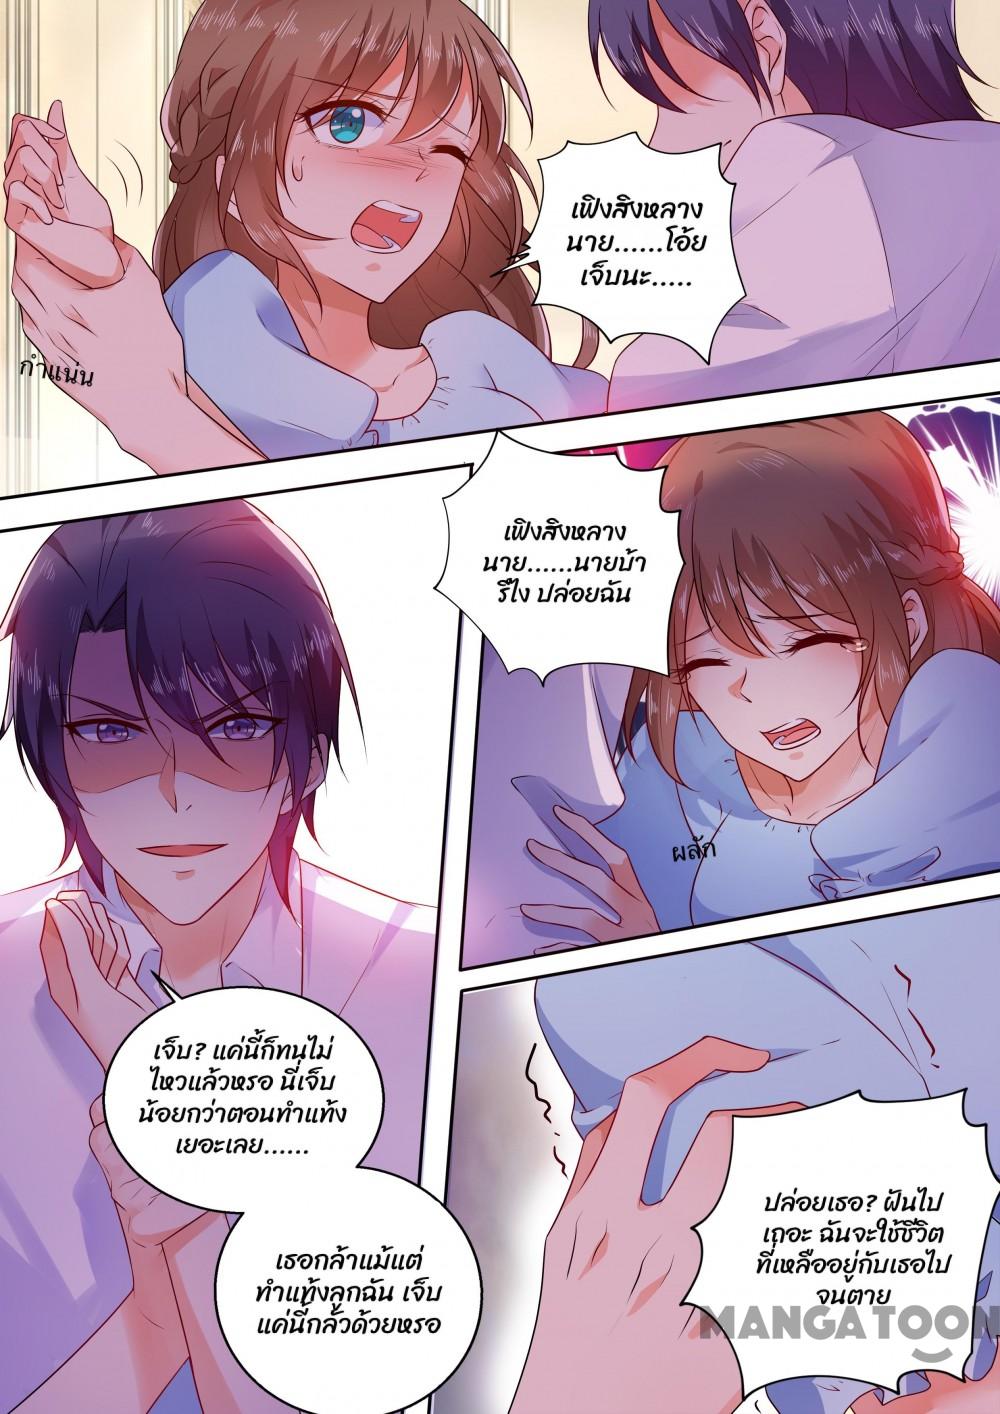 เฟิงสิงหลาง
นาย......โอ้ย
เจ็บนะ.....
กำแน่น
เฟิงสิงหลาง
นาย......นายบ้า
รึไง ปล่อยฉัน
ผลัก
เจ็บ? แค่นี้ก็ทนไม่
ไหวแล้วหรอ นี่เจ็บ
น้อยกว่าตอนทำแท้ง
เยอะเลย......
เธอกล้าแม้แต่
ทำแท้งลูกฉัน เจ็บ
แค่นี้กลัวด้วยหรอ
ปล่อยเธอ? ฝันไป
เถอะ ฉันจะใช้ชีวิต
ที่เหลืออยู่กับเธอไป
จนตาย
MANGATOON